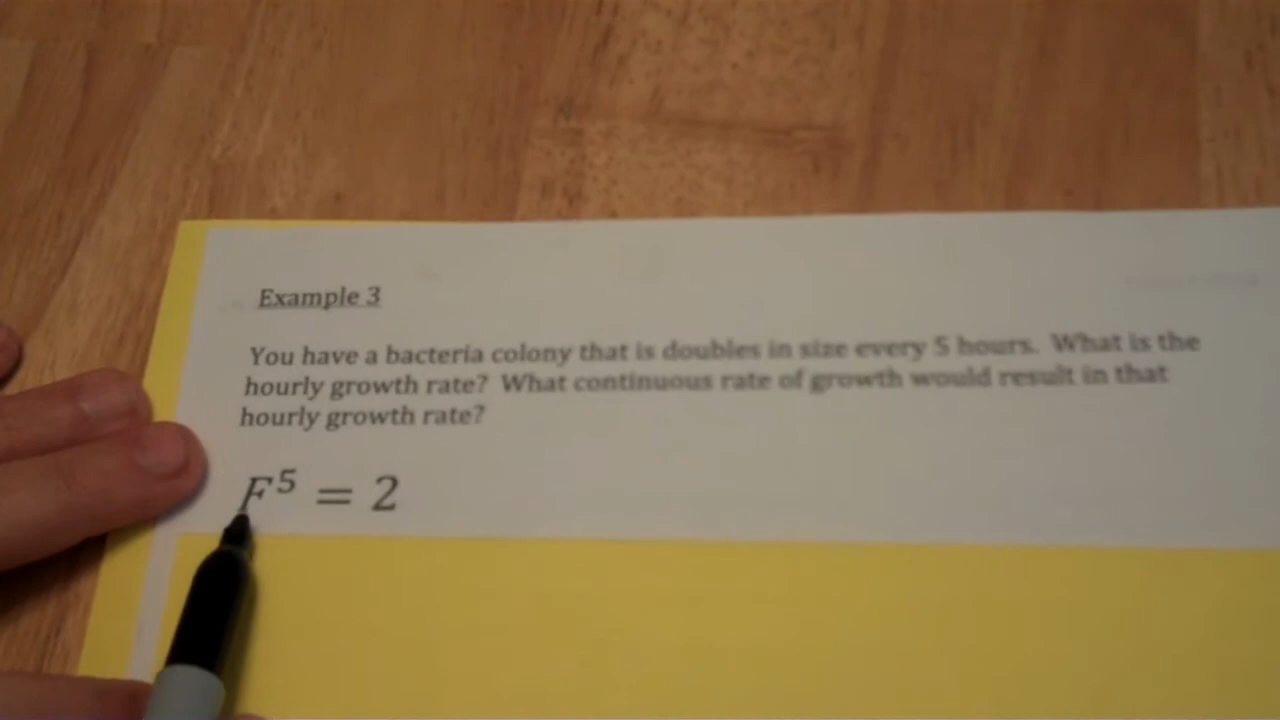 Example 3
You have a bacteria colony that is doubles in size every 5 hours. What is the
hourly growth rate? What continuous rate of growth would result in that
hourly growth rate?
F⁵ = 2